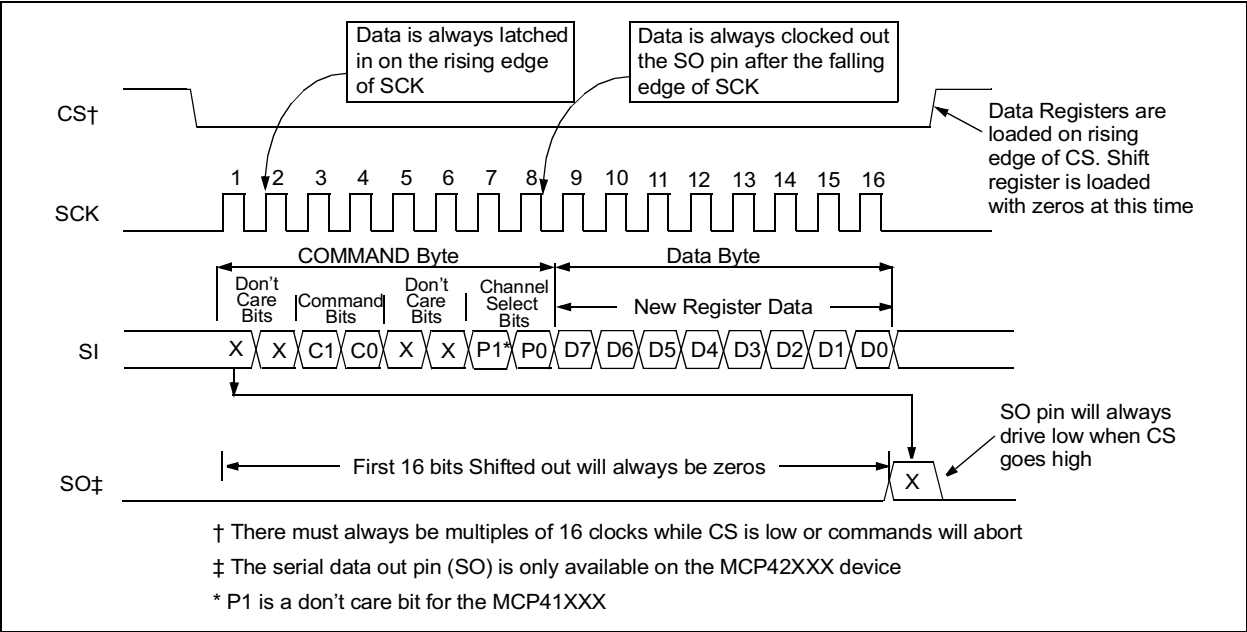 Data is always latched
in on the rising edge
of SCK
Data is always clocked out
the SO pin after the falling
edge of SCK
CS†
Data Registers are
loaded on rising
edge of CS. Shift
register is loaded
with zeros at this time
1 2 3 4 5 6 7 8 9 10 11 12 13 14 15 16
SCK
COMMAND Byte
Data Byte
Don't
Care
Bits
Command
Bits
Don't
Care
Bits
Channel
Select
Bits
New Register Data
SI
X X C1 C0 X X P1* P0 D7 D6 D5 D4 D3 D2 D1 D0
SO pin will always
drive low when CS
goes high
First 16 bits Shifted out will always be zeros
X
SO‡
† There must always be multiples of 16 clocks while CS is low or commands will abort
‡ The serial data out pin (SO) is only available on the MCP42XXX device
* P1 is a don't care bit for the MCP41XXX